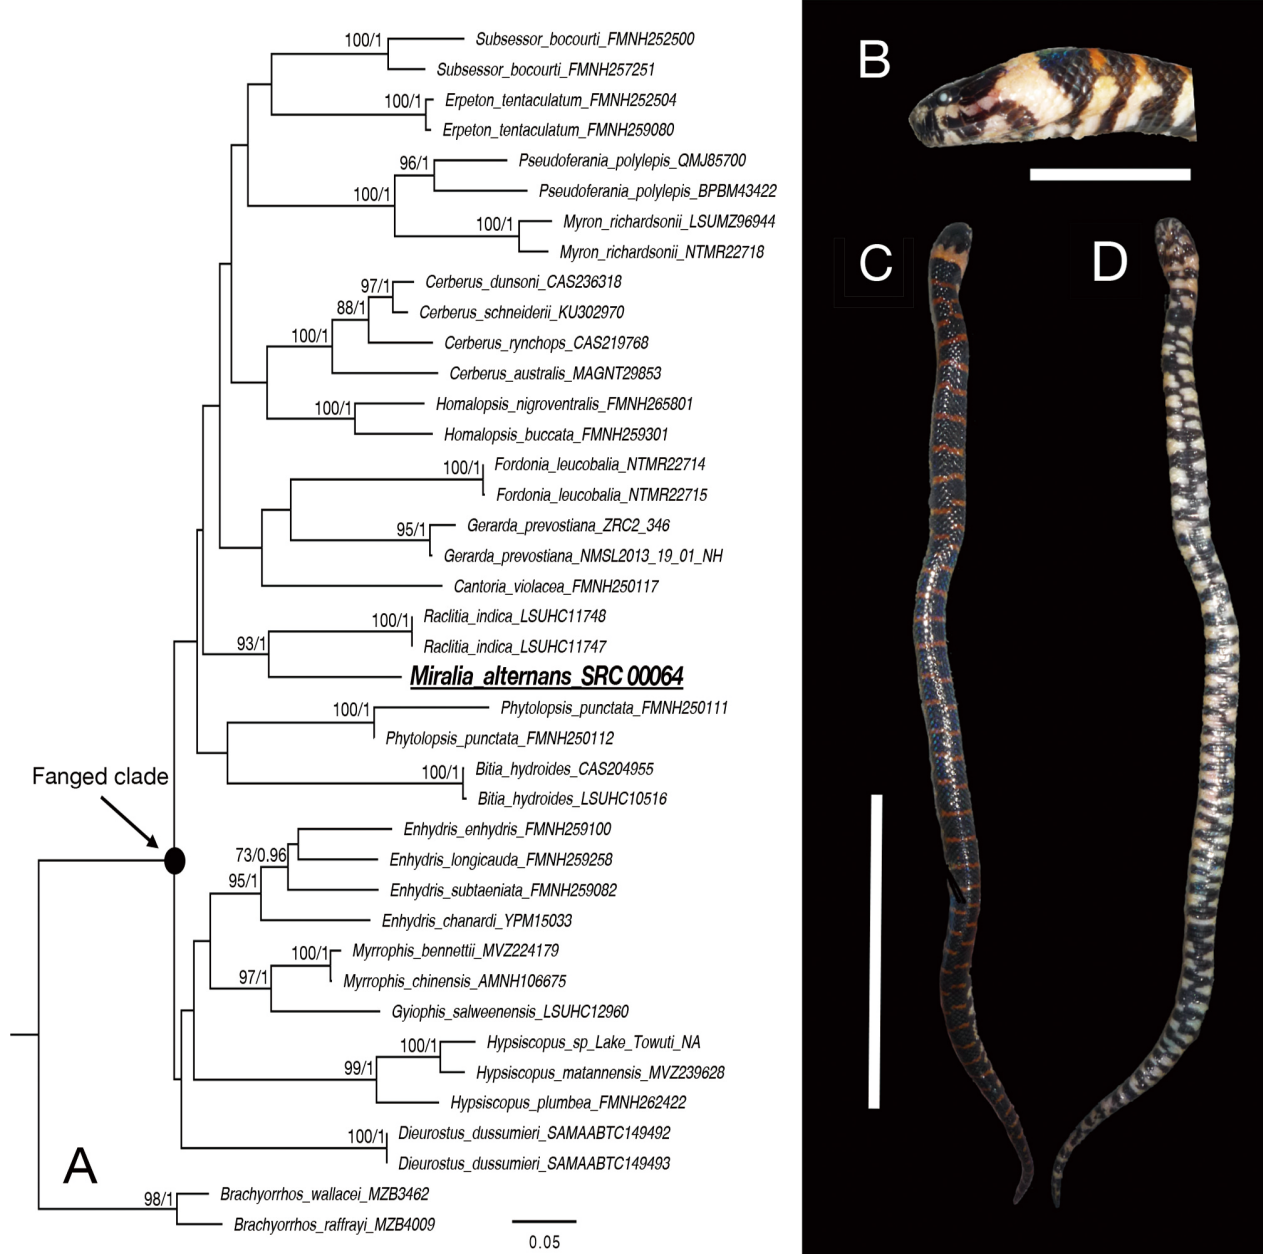 100/1
Subsessor_bocourti_FMNH252500
Subsessor_bocourti_FMNH257251
100/1
Erpeton_tentaculatum_FMNH252504
Erpeton_tentaculatum_FMNH259080
96/1
Pseudoferania_polylepis_QMJ85700
100/1
Pseudoferania_polylepis_BPBM43422
100/1
Myron_richardsonii_LSUMZ96944
Myron_richardsonii_NTMR22718
97/1
Cerberus_dunsoni_CAS236318
88/1
Cerberus_schneiderii_KU302970
100/1
Cerberus_rynchops_CAS219768
Cerberus_australis_MAGNT29853
100/1
Homalopsis_nigroventralis_FMNH265801
Homalopsis_buccata_FMNH259301
100/1
Fordonia_leucobalia_NTMR22714
Fordonia_leucobalia_NTMR22715
95/1
Gerarda_prevostiana_ZRC2_346
Gerarda_prevostiana_NMSL2013_19_01_NH
Cantoria_violacea_FMNH250117
100/1
Raclitia_indica_LSUHC11748
93/1
Raclitia_indica_LSUHC11747
Miralia_alternans_SRC 00064
100/1
Phytolopsis_punctata_FMNH250111
Phytolopsis_punctata_FMNH250112
100/1
Bitia_hydroides_CAS204955
Bitia_hydroides_LSUHC10516
Fanged clade
Enhydris_enhydris_FMNH259100
73/0.96
Enhydris_longicauda_FMNH259258
95/1
Enhydris_subtaeniata_FMNH259082
Enhydris_chanardi_YPM15033
100/1
Myrrophis_bennettii_MVZ224179
97/1
Myrrophis_chinensis_AMNH106675
Gyiophis_salweenensis_LSUHC12960
100/1
Hypsiscopus_sp_Lake_Towuti_NA
99/1
Hypsiscopus_matannensis_MVZ239628
Hypsiscopus_plumbea_FMNH262422
100/1
Dieurostus_dussumieri_SAMAABTC149492
Dieurostus_dussumieri_SAMAABTC149493
A
98/1
Brachyorrhos_wallacei_MZB3462
Brachyorrhos_raffrayi_MZB4009
0.05
B
C
D